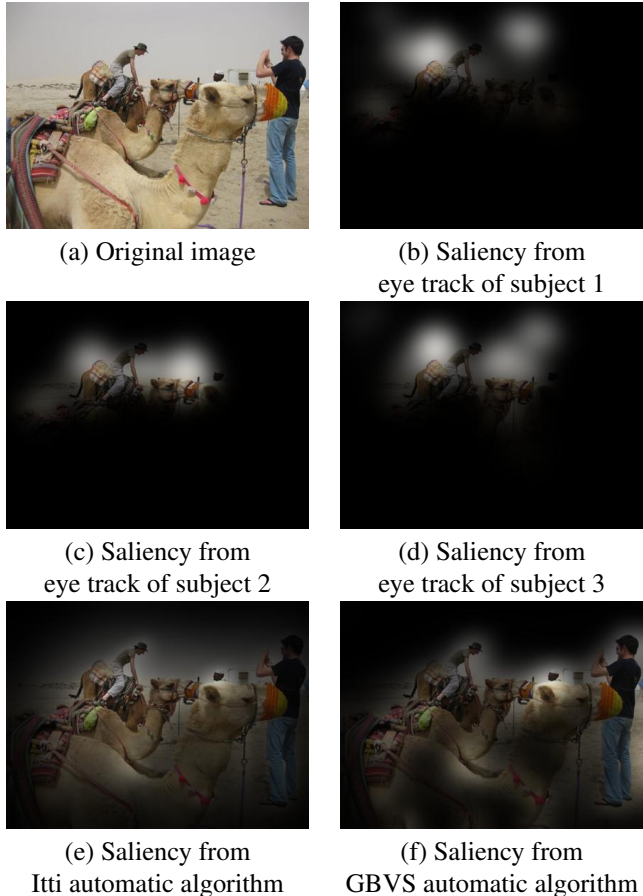 (a) Original image
(b) Saliency from
eye track of subject 1
(c) Saliency from
eye track of subject 2
(d) Saliency from
eye track of subject 3
(e) Saliency from
Itti automatic algorithm
(f) Saliency from
GBVS automatic algorithm